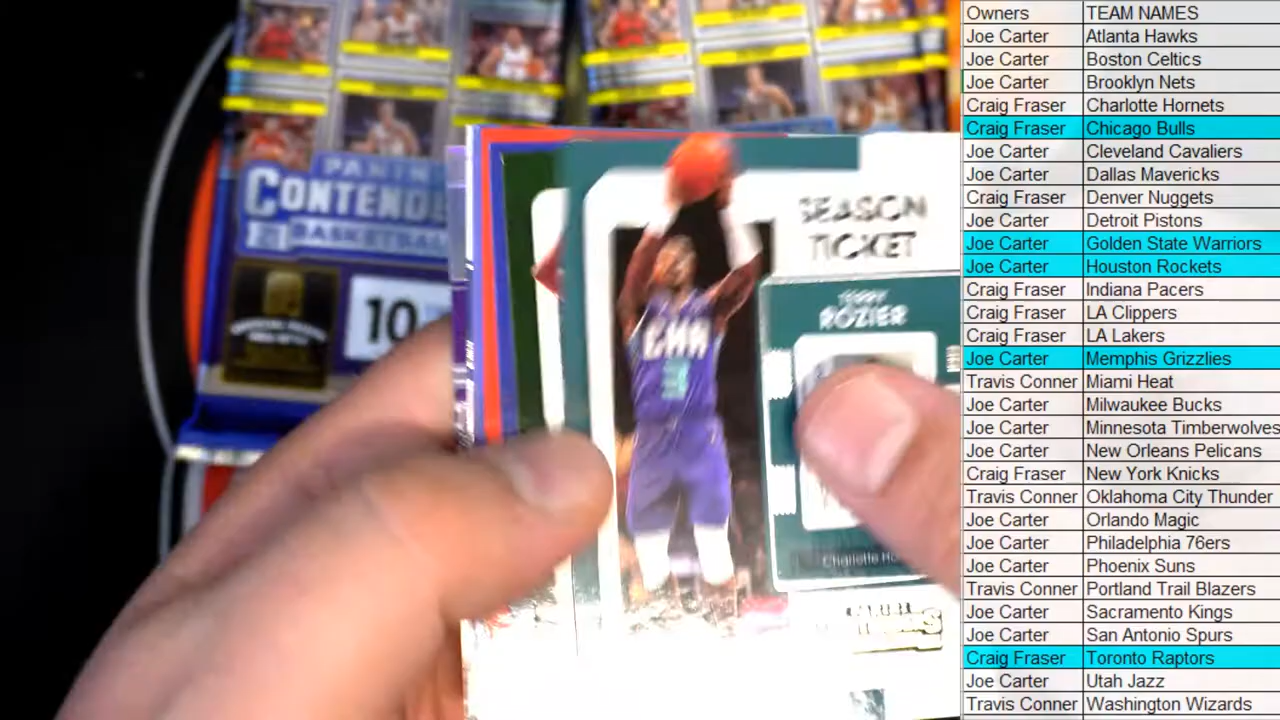 PANINI
CONTENDE
BASKETBAL
10
SEASON
TICKET
TERRY
ROZIER
CHA
3
Charlotte Ho
Owners TEAM NAMES
Joe Carter Atlanta Hawks
Joe Carter Boston Celtics
Joe Carter Brooklyn Nets
Craig Fraser Charlotte Hornets
Craig Fraser Chicago Bulls
Joe Carter Cleveland Cavaliers
Joe Carter Dallas Mavericks
Craig Fraser Denver Nuggets
Joe Carter Detroit Pistons
Joe Carter Golden State Warriors
Joe Carter Houston Rockets
Craig Fraser Indiana Pacers
Craig Fraser LA Clippers
Craig Fraser LA Lakers
Joe Carter Memphis Grizzlies
Travis Conner Miami Heat
Joe Carter Milwaukee Bucks
Joe Carter Minnesota Timberwolves
Joe Carter New Orleans Pelicans
Craig Fraser New York Knicks
Travis Conner Oklahoma City Thunder
Joe Carter Orlando Magic
Joe Carter Philadelphia 76ers
Joe Carter Phoenix Suns
Travis Conner Portland Trail Blazers
Joe Carter Sacramento Kings
Joe Carter San Antonio Spurs
Craig Fraser Toronto Raptors
Joe Carter Utah Jazz
Travis Conner Washington Wizards